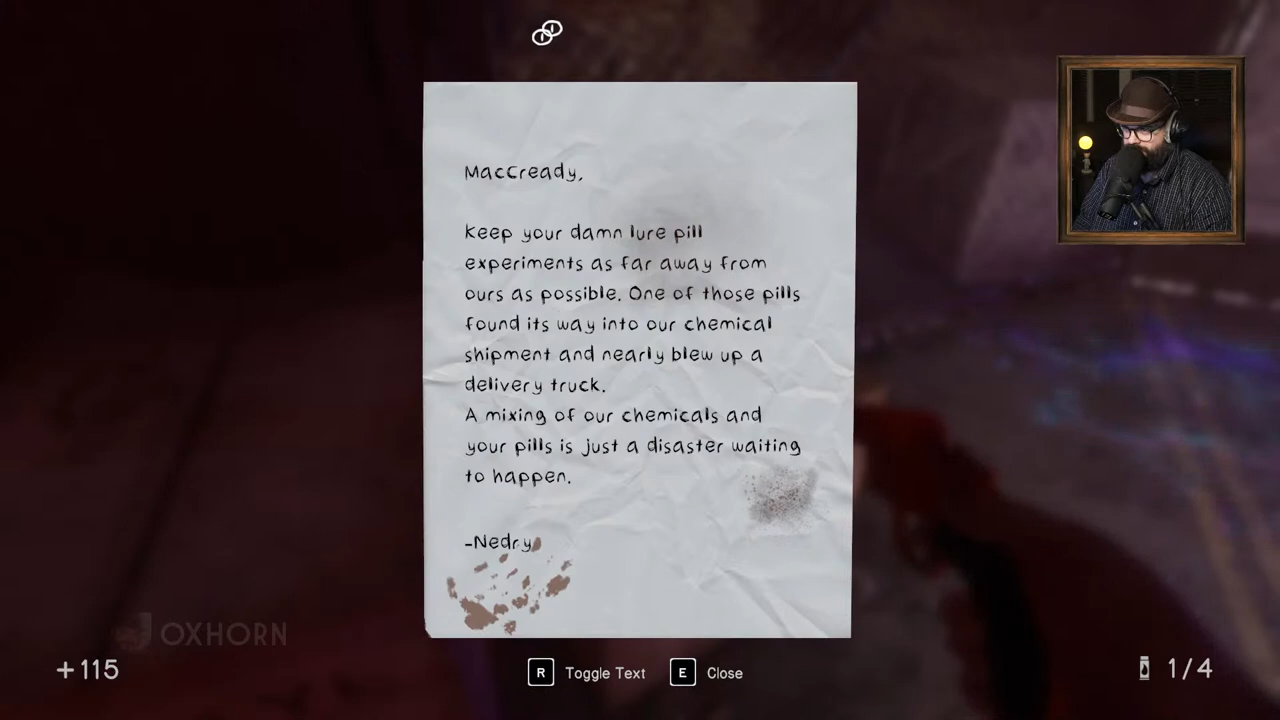 MacCready,
Keep your damn lure pill
experiments as far away from
ours as possible. One of those pills
found its way into our chemical
shipment and nearly blew up a
delivery truck.
A mixing of our chemicals and
your pills is just a disaster waiting
to happen.
-Nedry
OXHORN
+115
R Toggle Text E Close
1/4